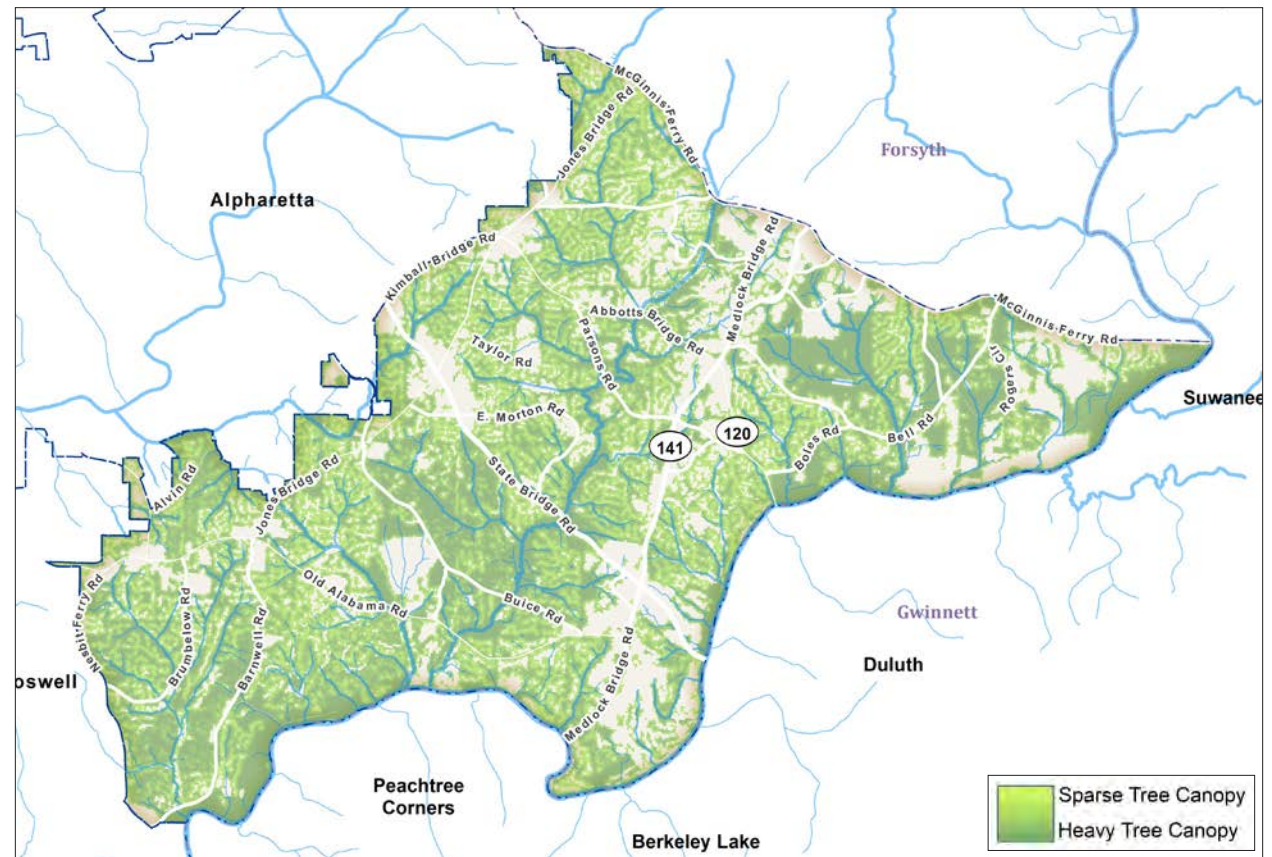 McGinnis Ferry Rd
Jones Bridge Rd
Forsyth
Alpharetta
Kimball Bridge Rd
Medlock Bridge Rd
Abbotts Bridge Rd
McGinnis Ferry Rd
Parsons Rd
Taylor Rd
Rogers Cir
Suwanee
E. Morton Rd
141
120
Bell Rd
Boles Rd
State Bridge Rd
Alvin Rd
Jones Bridge Rd
Old Alabama Rd
Buice Rd
Nesbit Ferry Rd
Brumbelow Rd
Barnwell Rd
Gwinnett
Duluth
oswell
Medlock Bridge Rd
Peachtree
Corners
Berkeley Lake
Sparse Tree Canopy
Heavy Tree Canopy